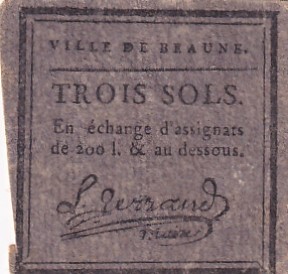 VILLE DE BEAUNE.
TROIS SOLS.
En échange d'assignats
de 200 l. & au dessous.